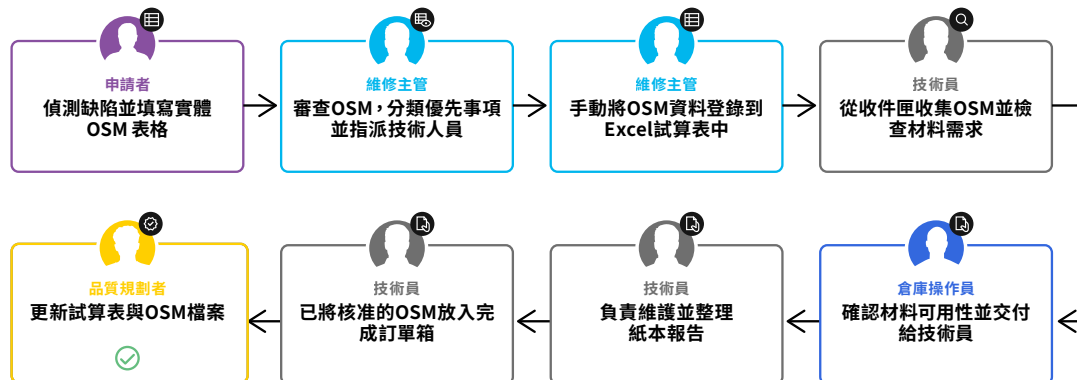 申請者
偵測缺陷並填寫實體
OSM 表格
維修主管
審查OSM，分類優先事項
並指派技術人員
維修主管
手動將OSM資料登錄到
Excel試算表中
技術員
從收件匣收集OSM並檢
查材料需求
倉庫操作員
確認材料可用性並交付
給技術員
技術員
負責維護並整理
紙本報告
技術員
已將核准的OSM放入完
成訂單箱
品質規劃者
更新試算表與OSM檔案